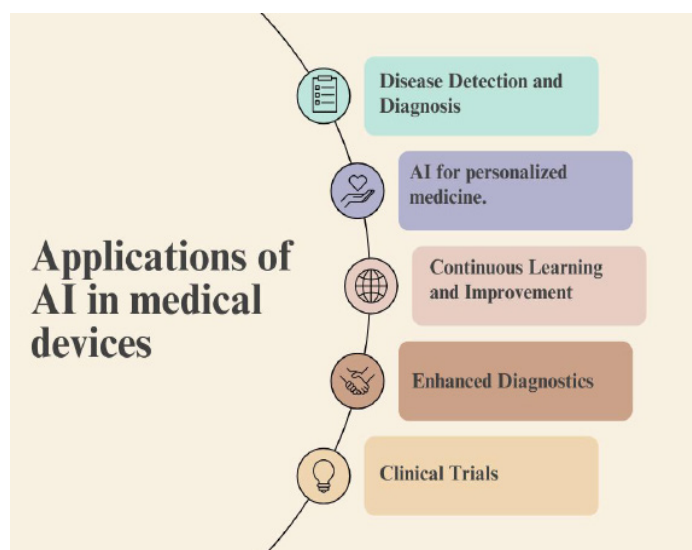 Applications of
AI in medical
devices
Disease Detection and
Diagnosis
AI for personalized
medicine.
Continuous Learning
and Improvement
Enhanced Diagnostics
Clinical Trials